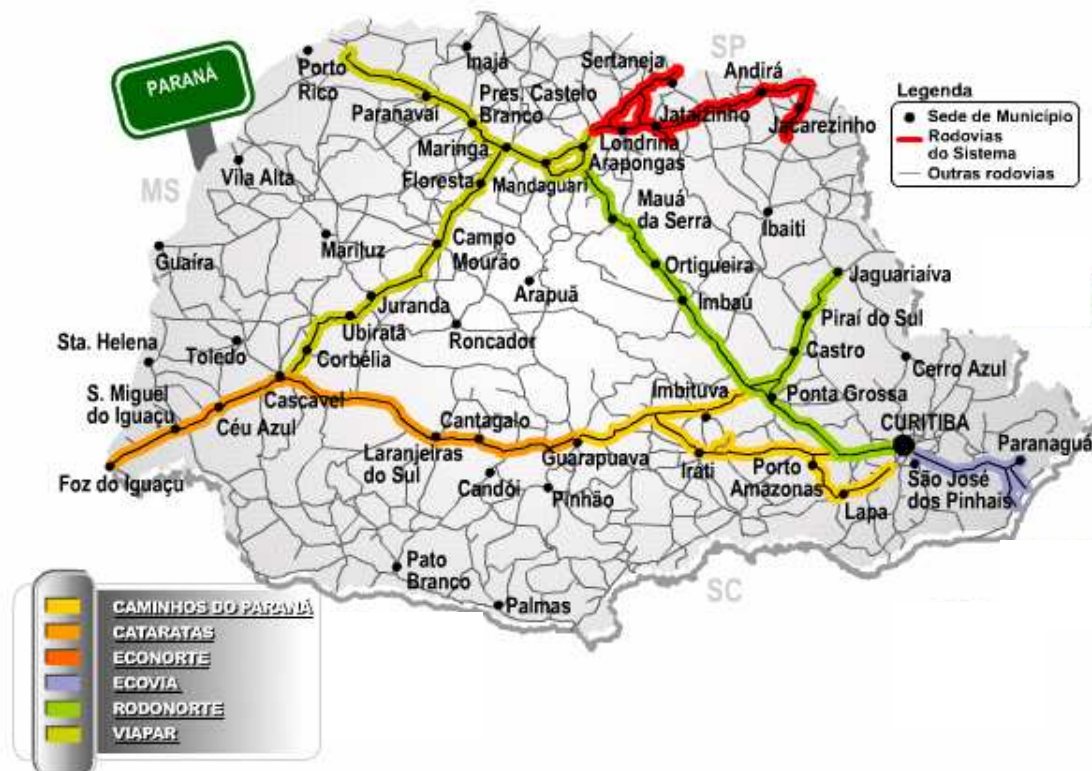 PARANÁ
SP
MS
SC
Legenda
Sede de Município
Rodovias
do Sistema
Outras rodovias
Porto
Rico
Inajá
Sertaneja
Andirá
Paranavaí
Pres. Castelo
Branco
Jataizinho
Jacarezinho
Londrina
Maringa
Arapongas
Floresta
Mandaguari
Vila Alta
Mauá
da Serra
Ibaiti
Mariluz
Campo
Mourão
Guaíra
Ortigueira
Jaguariaíva
Arapuã
Imbaú
Juranda
Piraí do Sul
Ubiratã
Roncador
Sta. Helena
Toledo
Corbélia
Castro
Cerro Azul
S. Miguel
do Iguaçu
Cascavel
Imbituva
Ponta Grossa
Céu Azul
Cantagalo
CURITIBA
Paranaguá
Laranjeiras
do Sul
Guarapuava
Iráti
Porto
Amazonas
São José
dos Pinhais
Foz do Iguaçu
Candói
Pinhão
Lapa
Pato
Branco
Palmas
CAMINHOS DO PARANÁ
CATARATAS
ECONORTE
ECOVIA
RODONORTE
VIAPAR